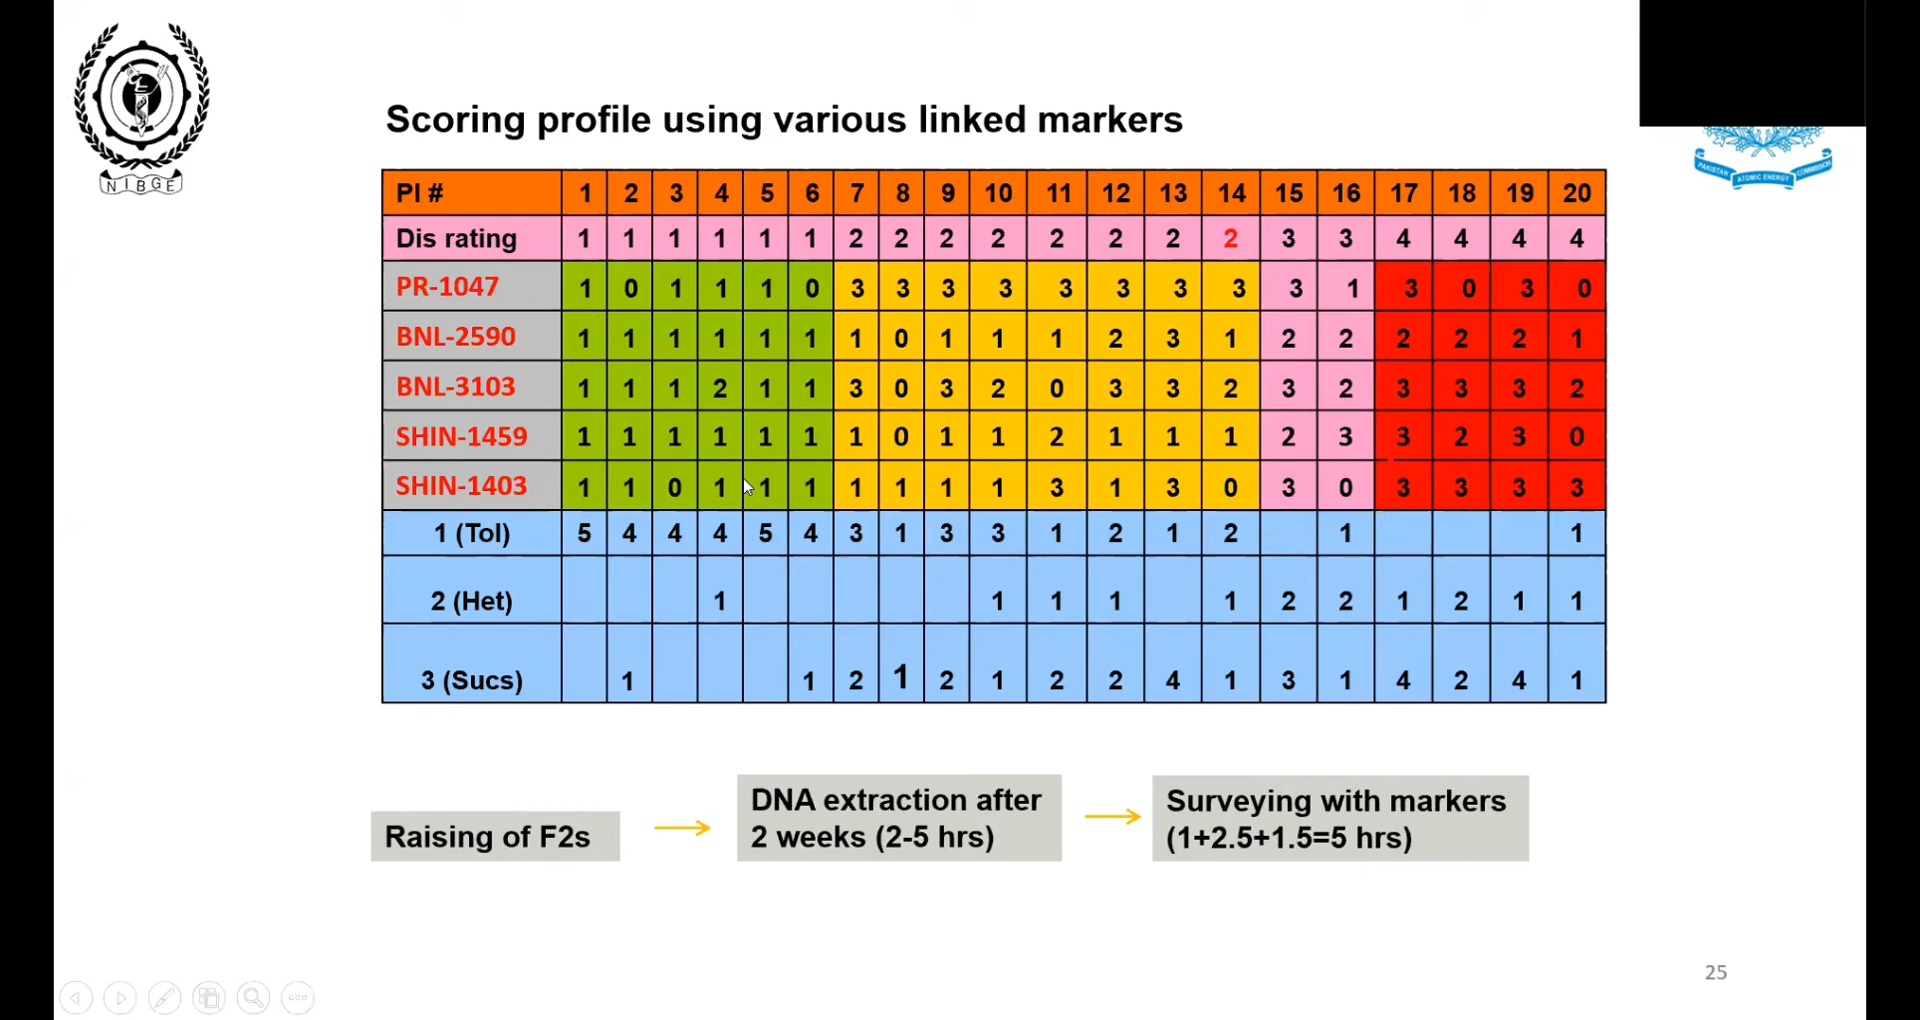 NIBGE
PAKISTAN ATOMIC ENERGY COMMISSION
Scoring profile using various linked markers
Pl # 1 2 3 4 5 6 7 8 9 10 11 12 13 14 15 16 17 18 19 20
Dis rating 1 1 1 1 1 1 2 2 2 2 2 2 2 2 3 3 4 4 4 4
PR-1047 1 0 1 1 1 0 3 3 3 3 3 3 3 3 3 1 3 0 3 0
BNL-2590 1 1 1 1 1 1 1 0 1 1 1 2 3 1 2 2 2 2 2 1
BNL-3103 1 1 1 2 1 1 3 0 3 2 0 3 3 2 3 2 3 3 3 2
SHIN-1459 1 1 1 1 1 1 1 0 1 1 2 1 1 1 2 3 3 2 3 0
SHIN-1403 1 1 0 1 1 1 1 1 1 1 3 1 3 0 3 0 3 3 3 3
1 (Tol) 5 4 4 4 5 4 3 1 3 3 1 2 1 2 1 1
2 (Het) 1 1 1 1 1 2 2 1 2 1 1
3 (Sucs) 1 1 2 1 2 1 2 2 4 1 3 1 4 2 4 1
Raising of F2s
DNA extraction after
2 weeks (2-5 hrs)
Surveying with markers
(1+2.5+1.5=5 hrs)
25